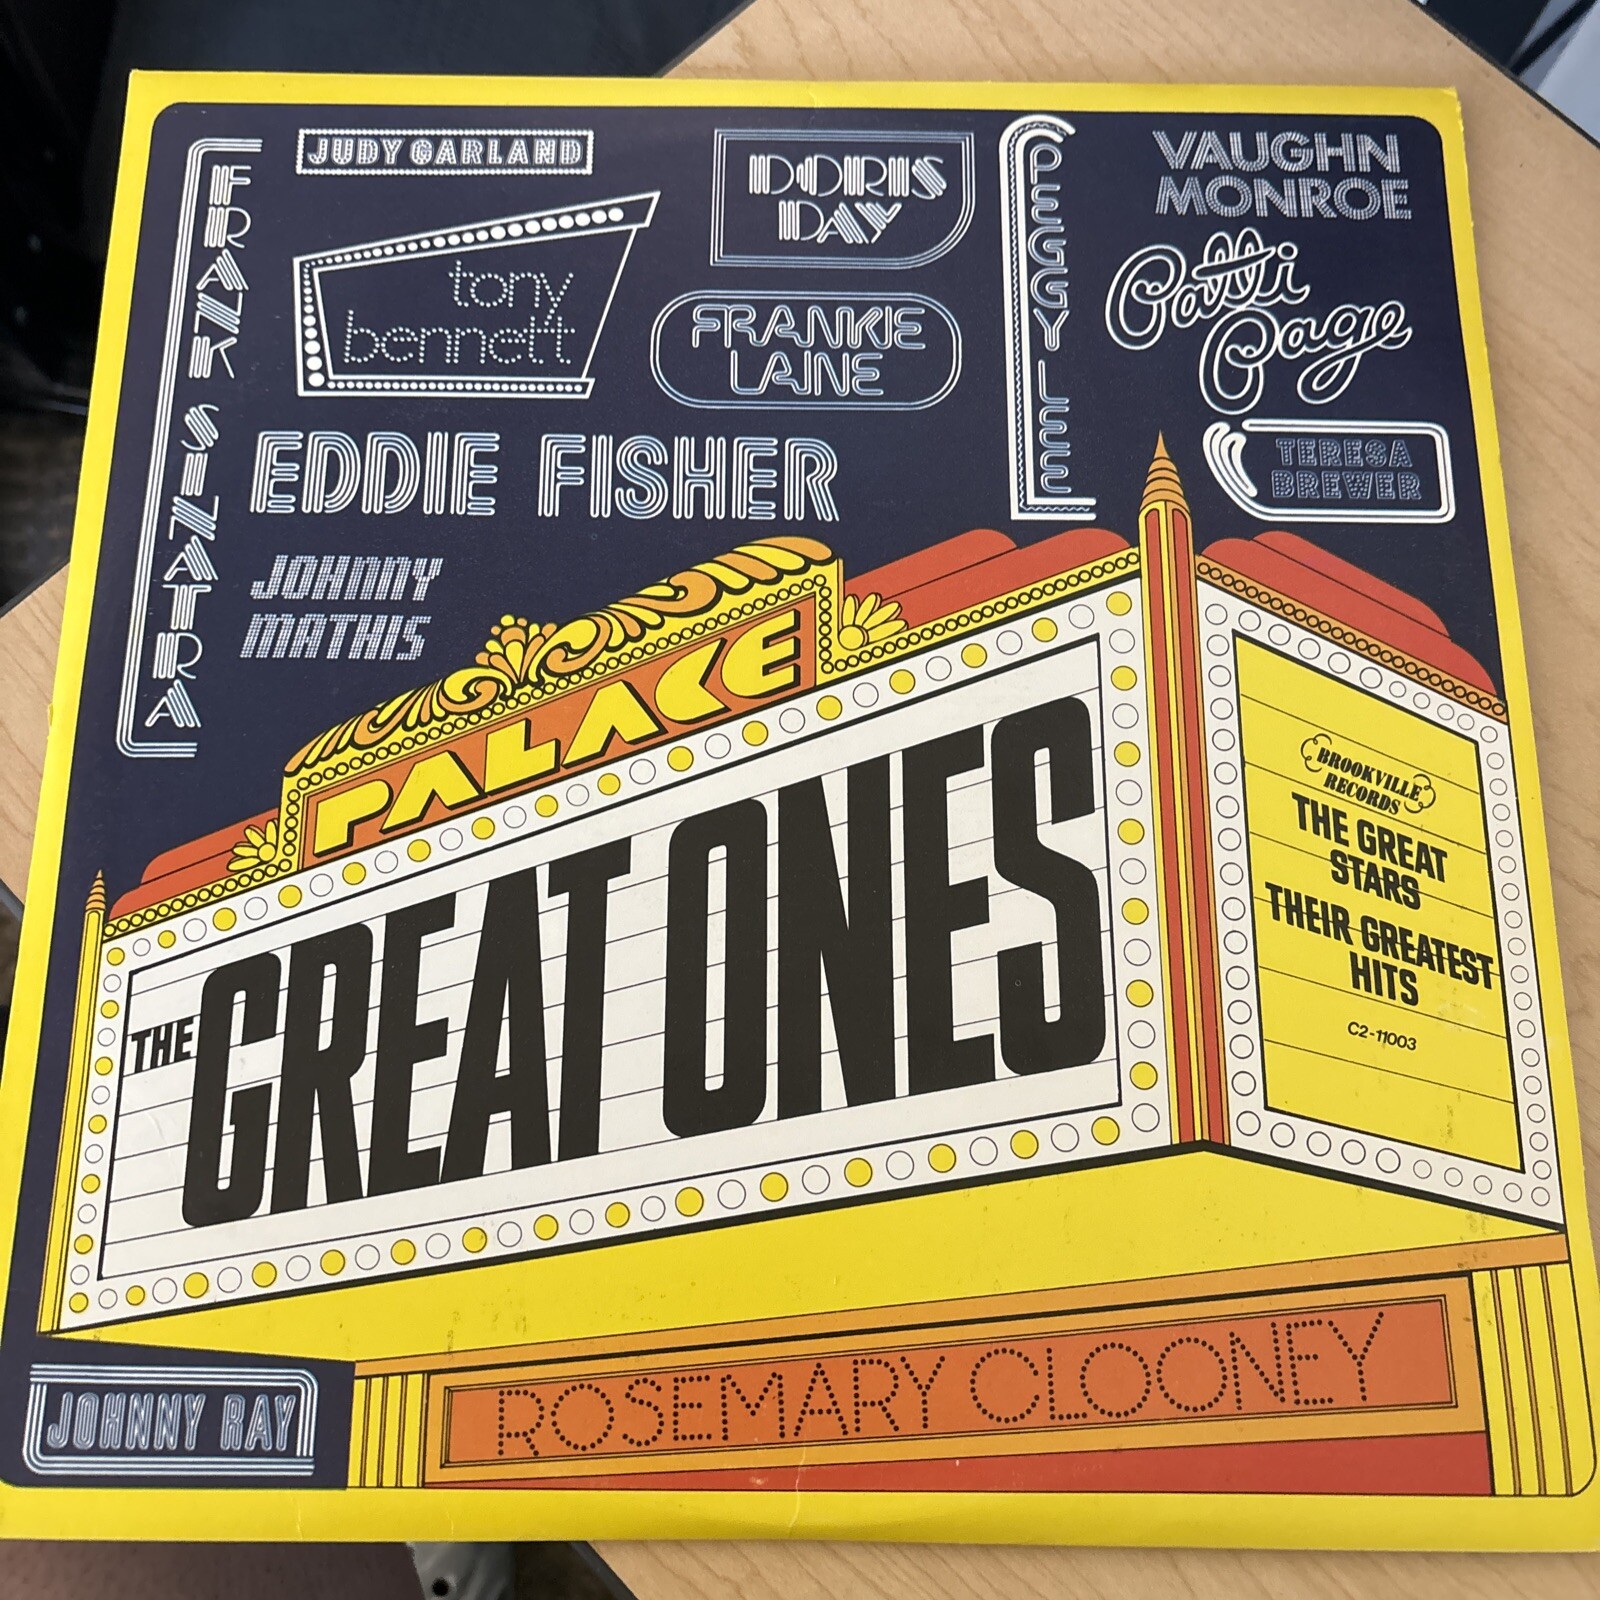 FRANK SINATRA
JUDY GARLAND
tony
bennett
DORIS
DAY
FRANKIE
LAINE
PEGGY LEE
VAUGHN
MONROE
Patti
Page
TERESA
BREWER
EDDIE FISHER
JOHNNY
MATHIS
PALACE
THE GREAT ONES
BROOKVILLE
RECORDS
THE GREAT
STARS
THEIR GREATEST
HITS
C2-11003
JOHNNY RAY
ROSEMARY CLOONEY